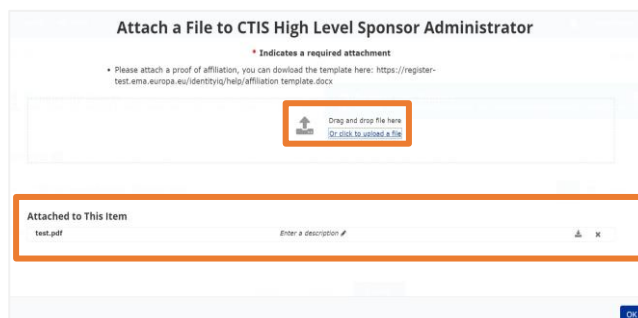 Attach a File to CTIS High Level Sponsor Administrator
* Indicates a required attachment
• Please attach a proof of affiliation, you can dowload the template here: https://register-
test.ema.europa.eu/identityiq/help/affiliation template.docx
Drag and drop file here
Or click to upload a file
Attached to This Item
test.pdf Enter a description
OK